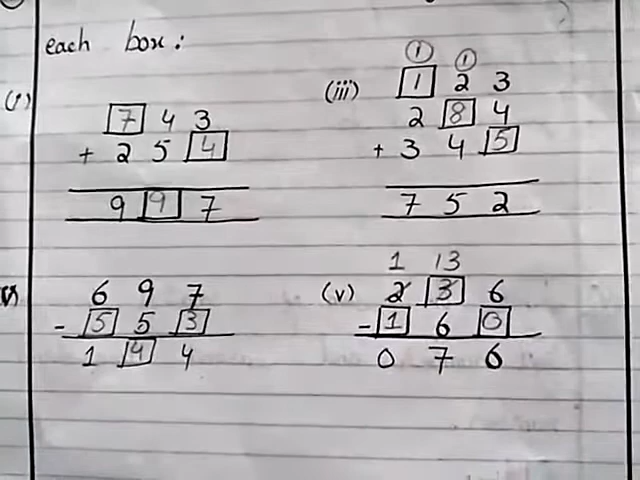 each box:
(i)
7 4 3
+ 2 5 4
9 9 7
(iii)
1 1
1 2 3
2 8 4
+ 3 4 5
7 5 2
6 9 7
- 5 5 3
1 4 4
(v)
1 13
2 3 6
- 1 6 0
0 7 6